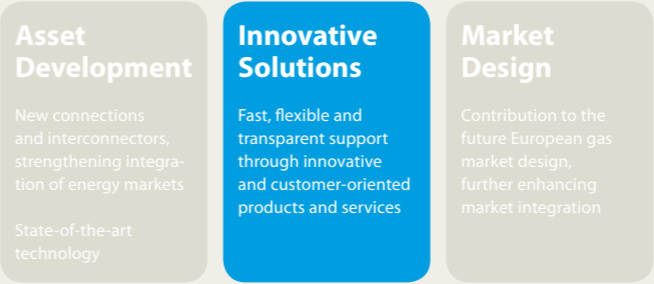 Asset
Development
New connections
and interconnectors,
strengthening integra-
tion of energy markets
State-of-the-art
technology
Innovative
Solutions
Fast, flexible and
transparent support
through innovative
and customer-oriented
products and services
Market
Design
Contribution to the
future European gas
market design,
further enhancing
market integration